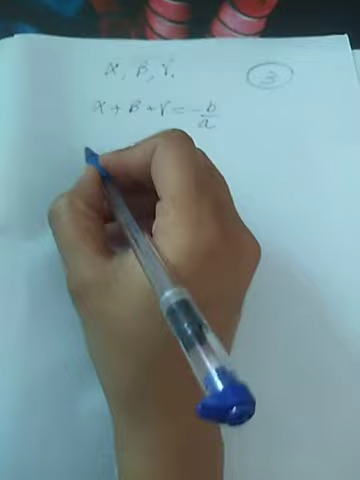 α, β, γ.
③
α + β + γ = -b/a